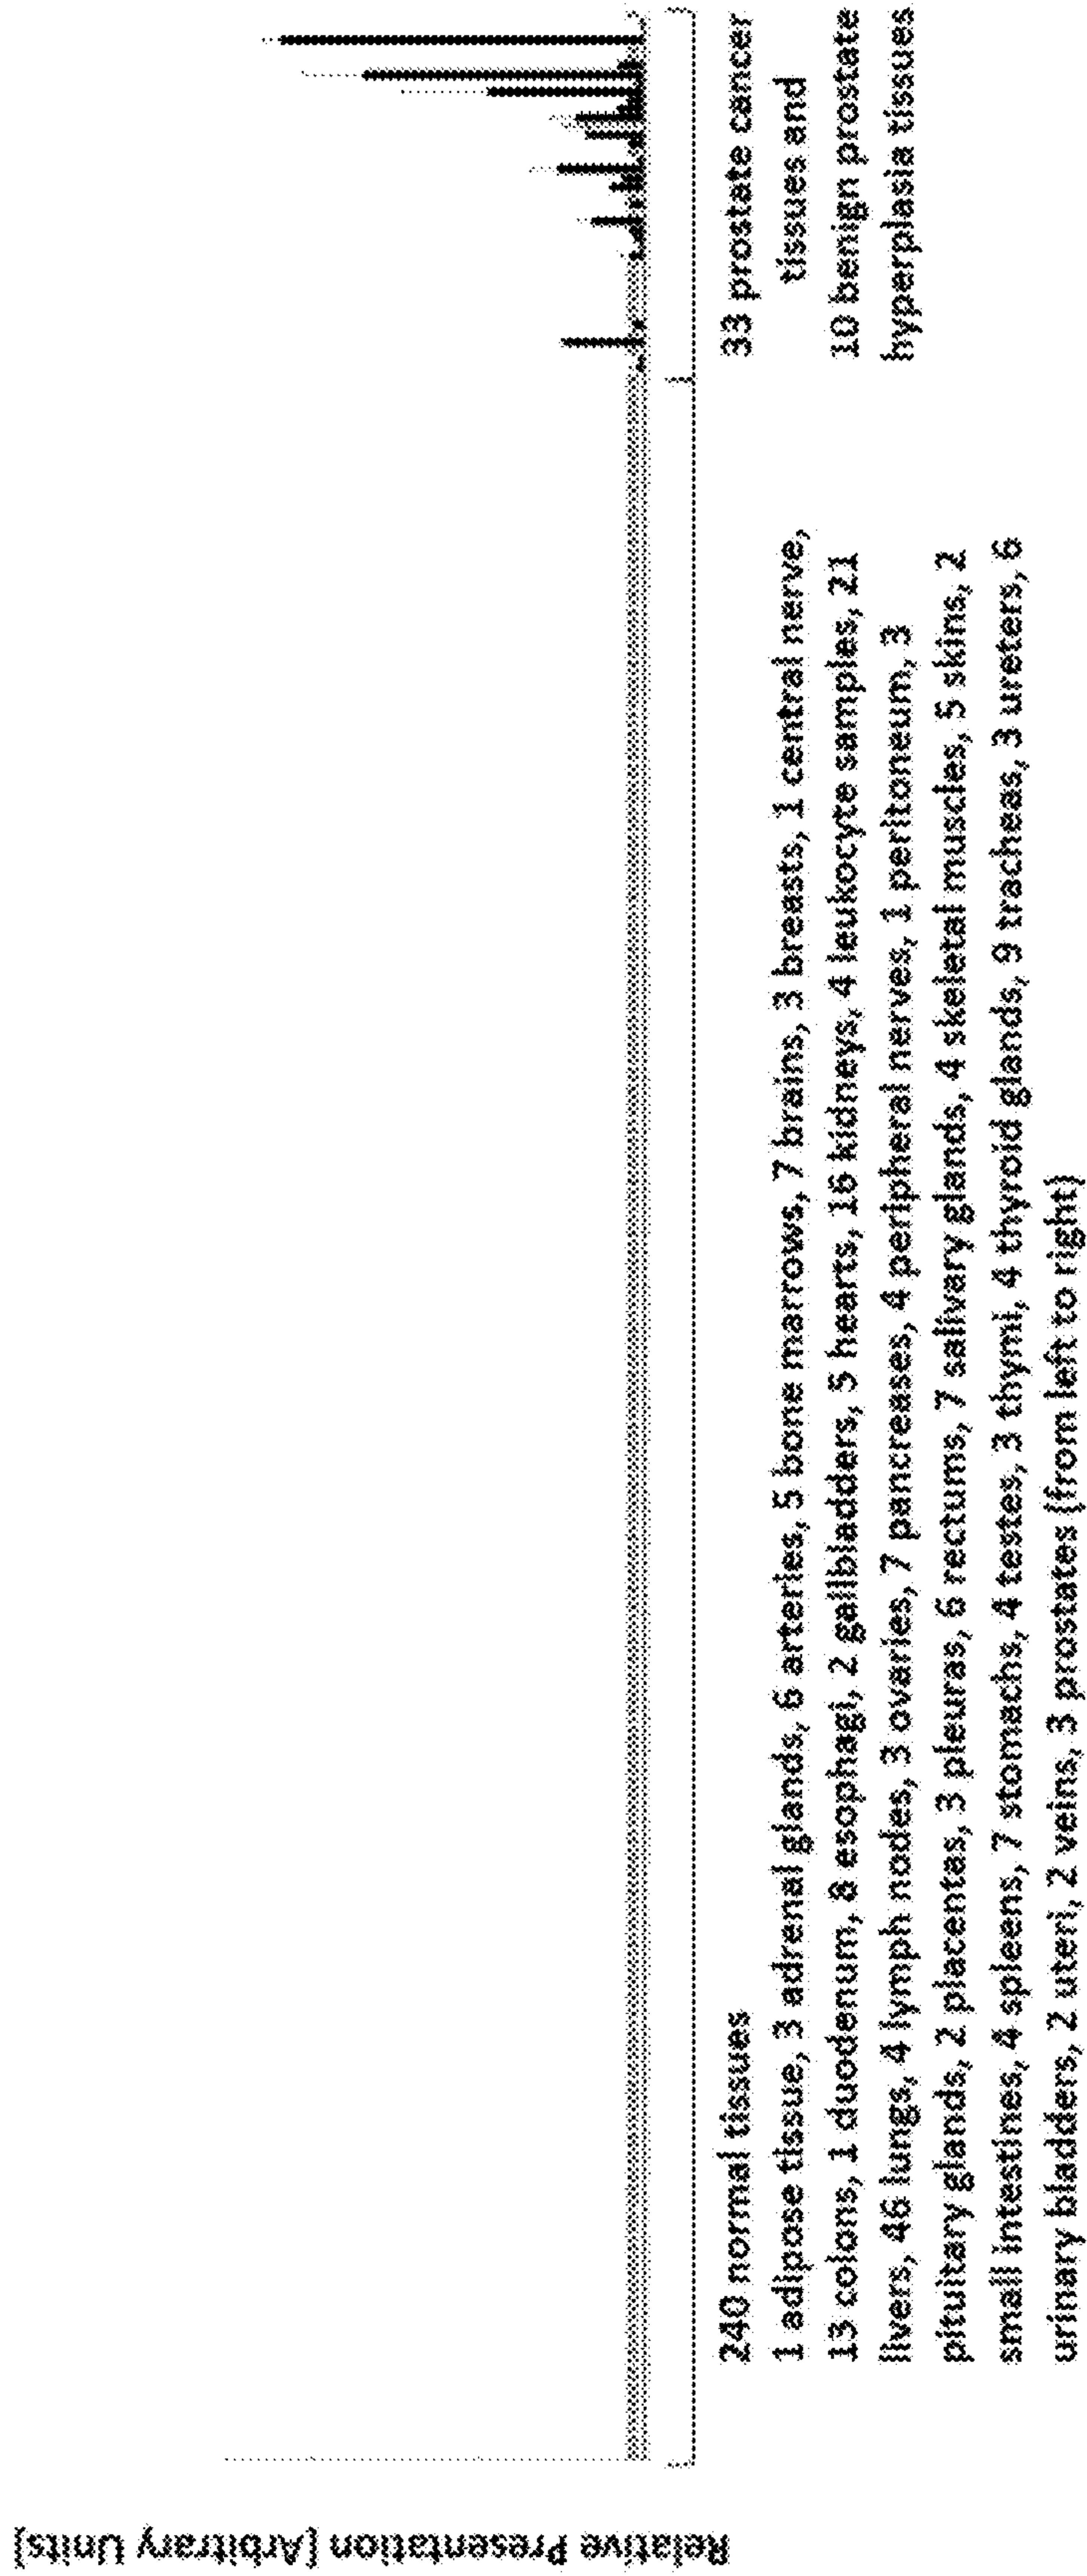 Relative Presentation [Arbitrary Units]
240 normal tissues
1 adipose tissue, 3 adrenal glands, 6 arteries, 5 bone marrows, 7 brains, 3 breasts, 1 central nerve,
13 colons, 1 duodenum, 8 esophagi, 2 gallbladders, 5 hearts, 16 kidneys, 4 leukocyte samples, 21
livers, 46 lungs, 4 lymph nodes, 3 ovaries, 7 pancreases, 4 peripheral nerves, 1 peritoneum, 3
pituitary glands, 2 placentas, 3 pleuras, 6 rectums, 7 salivary glands, 4 skeletal muscles, 5 skins, 2
small intestines, 4 spleens, 7 stomachs, 4 testes, 3 thymi, 4 thyroid glands, 9 tracheas, 3 ureters, 6
urinary bladders, 2 uteri, 2 veins, 3 prostates (from left to right)
33 prostate cancer
tissues and
10 benign prostate
hyperplasia tissues